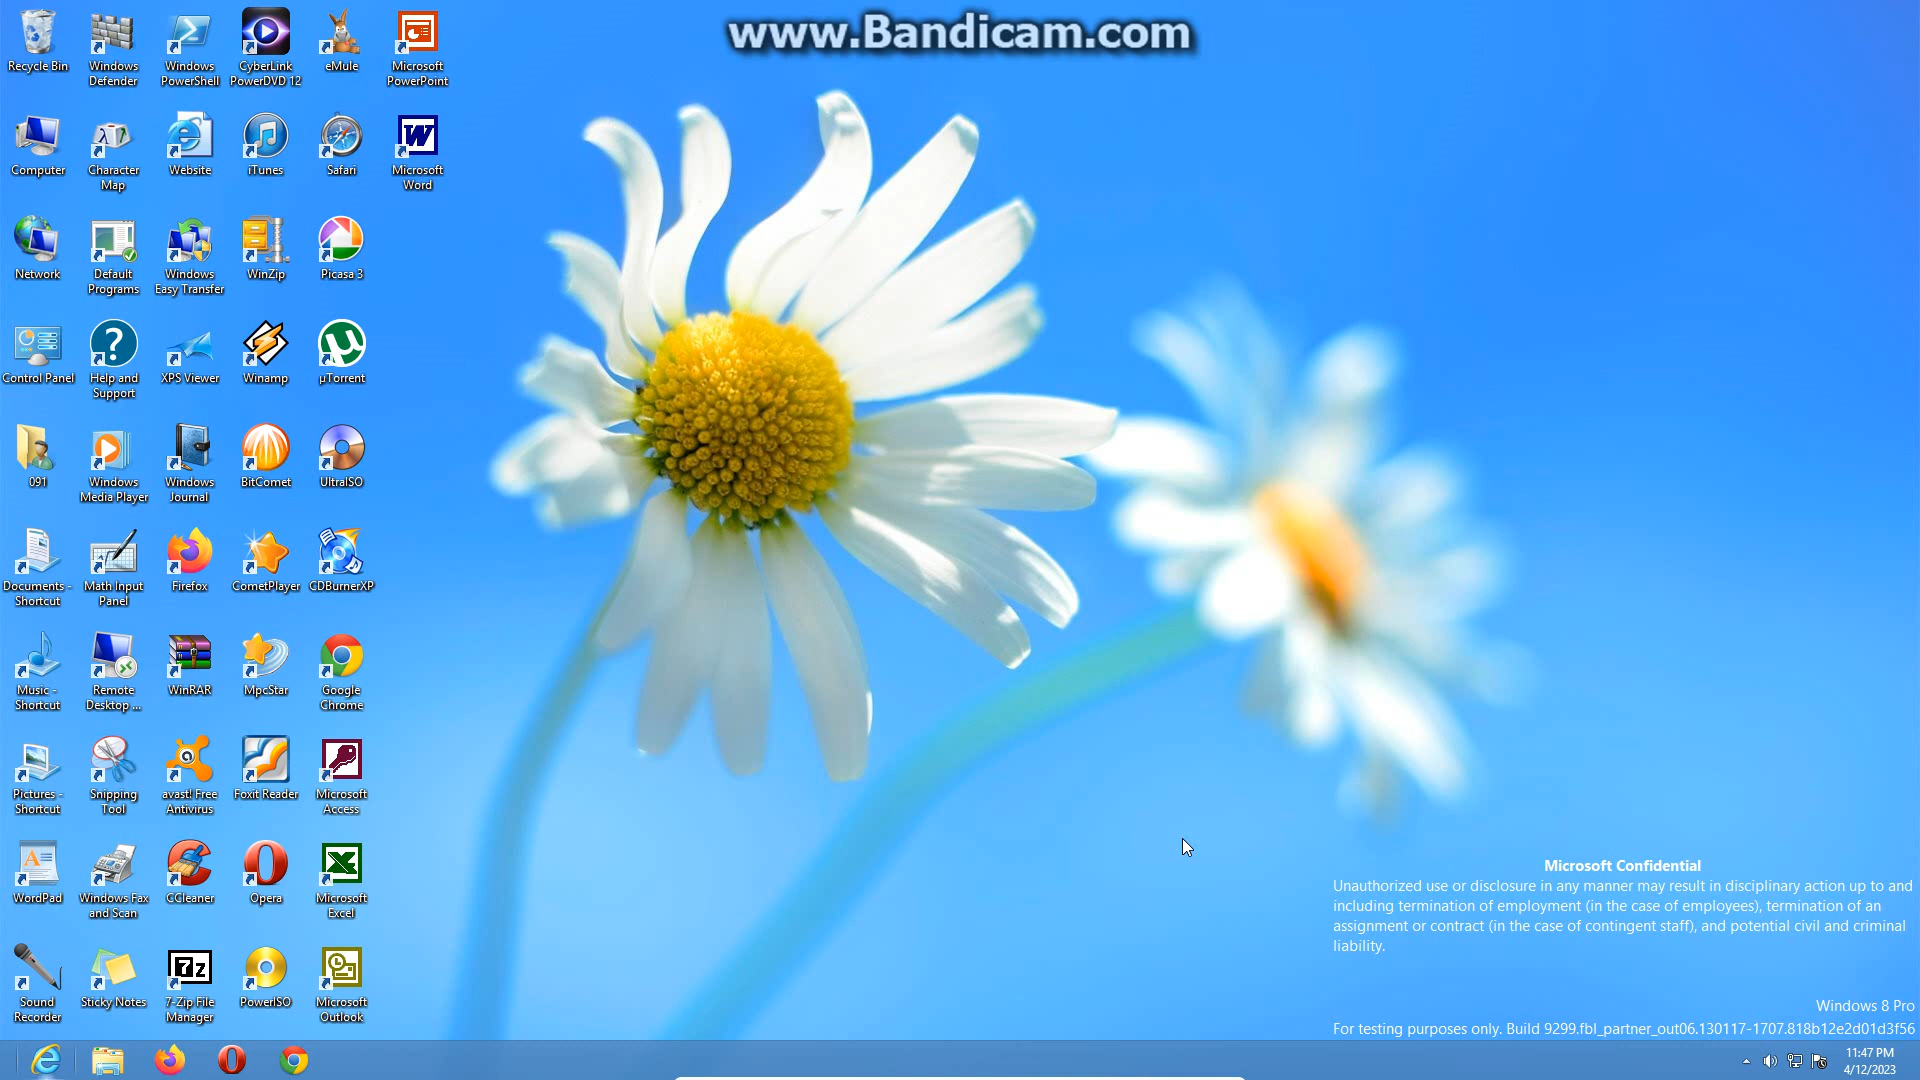 www.Bandicam.com
Recycle Bin
Windows
Defender
Windows
PowerShell
CyberLink
PowerDVD 12
eMule
Microsoft
PowerPoint
Computer
Character
Map
Website
iTunes
Safari
W
Microsoft
Word
Network
Default
Programs
Windows
Easy Transfer
WinZip
Picasa 3
Control Panel
?
Help and
Support
XPS Viewer
Winamp
µ
µTorrent
091
Windows
Media Player
Windows
Journal
BitComet
UltraISO
Documents -
Shortcut
Math Input
Panel
Firefox
CometPlayer
CDBurnerXP
Music -
Shortcut
Remote
Desktop ...
WinRAR
MpcStar
Google
Chrome
Pictures -
Shortcut
Snipping
Tool
avast! Free
Antivirus
Foxit Reader
Microsoft
Access
WordPad
Windows Fax
and Scan
CCleaner
Opera
Microsoft
Excel
Sound
Recorder
Sticky Notes
7z
7-Zip File
Manager
PowerISO
Microsoft
Outlook
Microsoft Confidential
Unauthorized use or disclosure in any manner may result in disciplinary action up to and
including termination of employment (in the case of employees), termination of an
assignment or contract (in the case of contingent staff), and potential civil and criminal
liability.
Windows 8 Pro
For testing purposes only. Build 9299.fbl_partner_out06.130117-1707.818b12e2d01d3f56
11:47 PM
4/12/2023